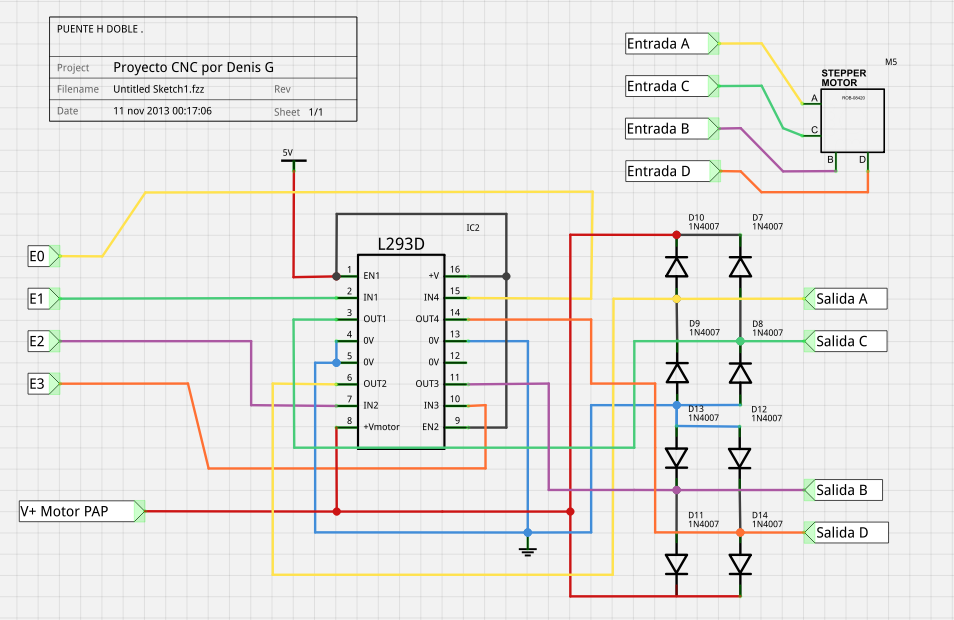 PUENTE H DOBLE .
Project Proyecto CNC por Denis G
Filename Untitled Sketch1.fzz Rev
Date 11 nov 2013 00:17:06 Sheet 1/1
Entrada A
Entrada C
Entrada B
Entrada D
M5
STEPPER
MOTOR
ROB-08420
A
C
B D
5V
E0
E1
E2
E3
V+ Motor PAP
IC2
L293D
1 EN1 +V 16
2 IN1 IN4 15
3 OUT1 OUT4 14
4 0V 0V 13
5 0V 0V 12
6 OUT2 OUT3 11
7 IN2 IN3 10
8 +Vmotor EN2 9
D10
1N4007
D7
1N4007
D9
1N4007
D8
1N4007
D13
1N4007
D12
1N4007
D11
1N4007
D14
1N4007
Salida A
Salida C
Salida B
Salida D